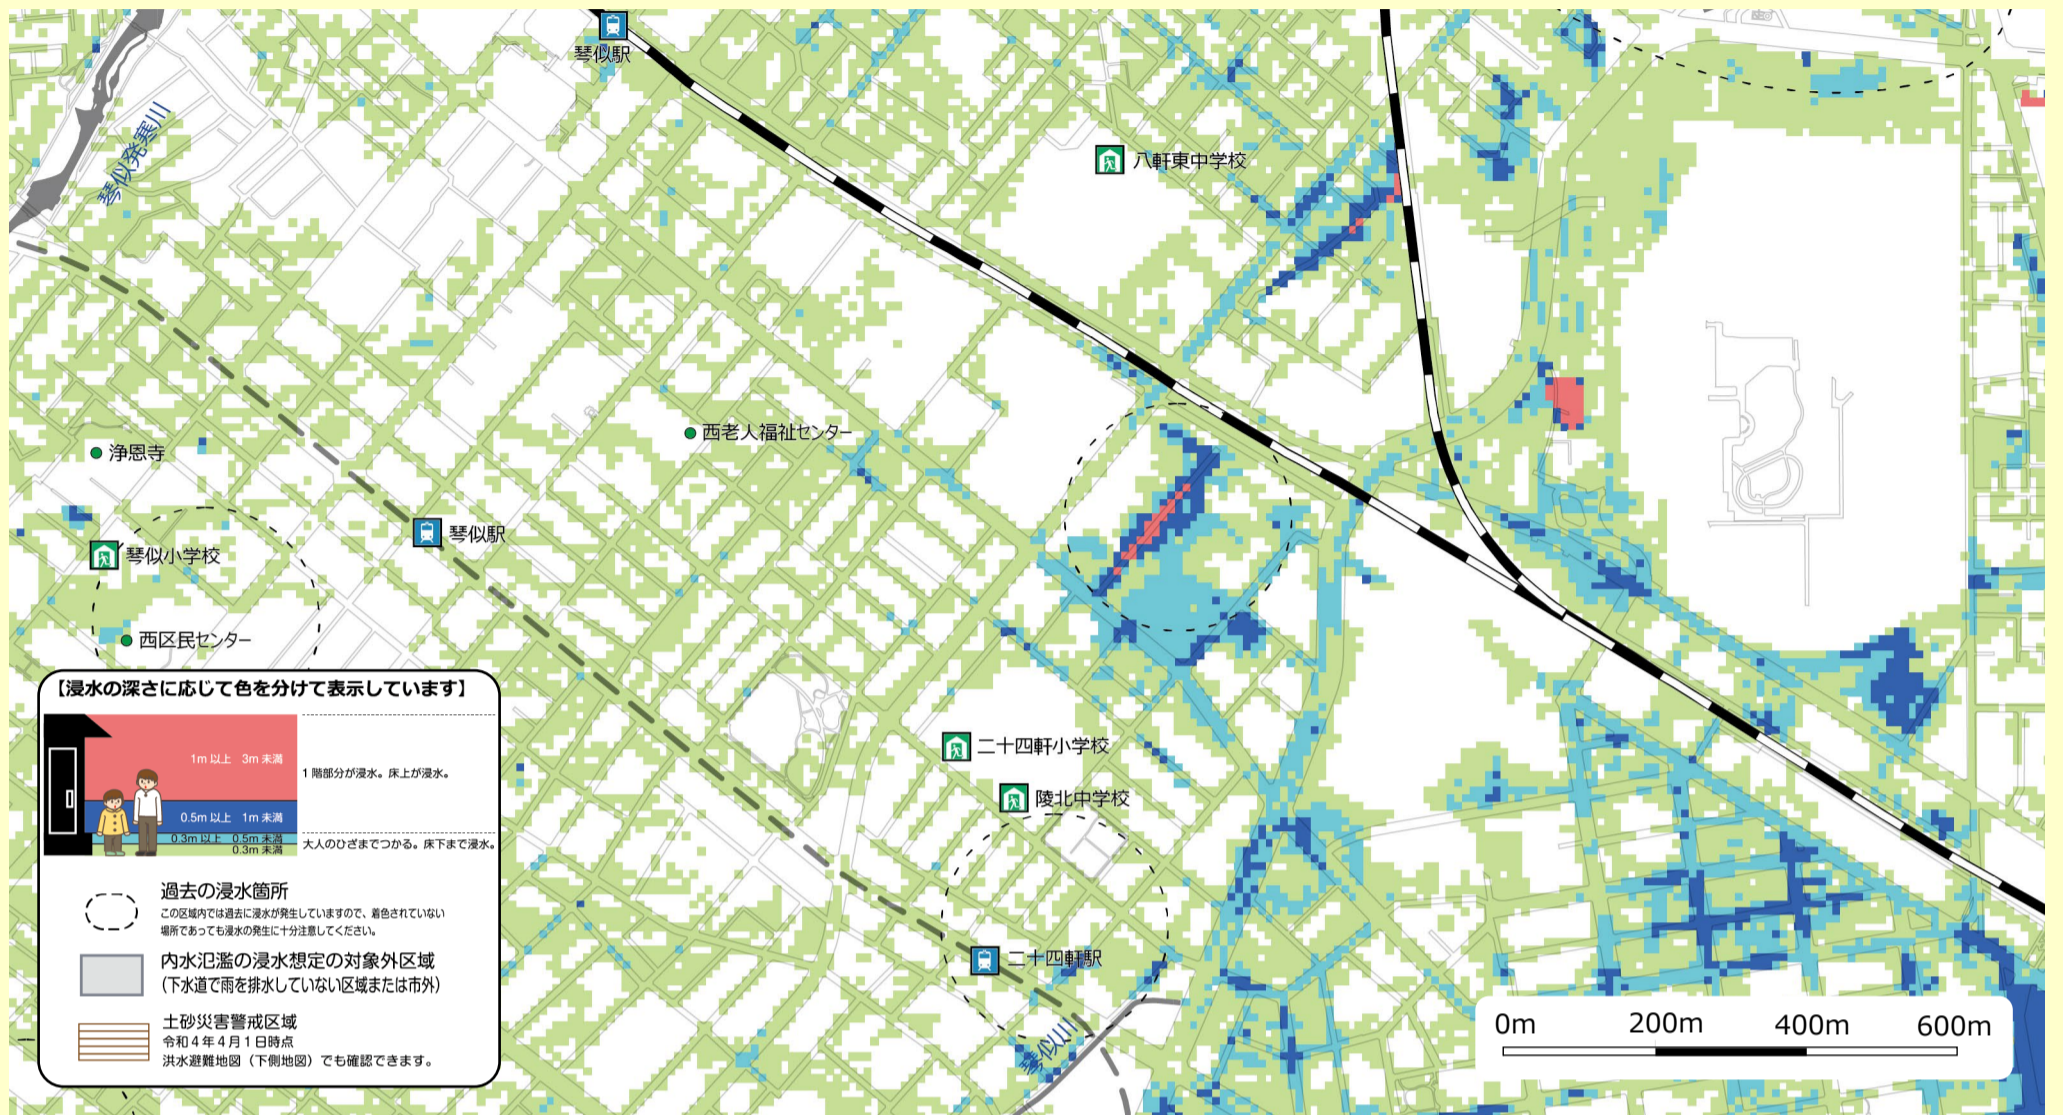 琴似駅
琴似発寒川
八軒東中学校
西老人福祉センター
浄恩寺
琴似駅
琴似小学校
西区民センター
二十四軒小学校
陵北中学校
二十四軒駅
琴似川
【浸水の深さに応じて色を分けて表示しています】
1m 以上 3m 未満
1 階部分が浸水。床上が浸水。
0.5m 以上 1m 未満
0.3m 以上 0.5m 未満
0.3m 未満
大人のひざまでつかる。床下まで浸水。
過去の浸水箇所
この区域内では過去に浸水が発生していますので、着色されていない
場所であっても浸水の発生に十分注意してください。
内水氾濫の浸水想定の対象外区域
(下水道で雨を排水していない区域または市外)
土砂災害警戒区域
令和4年4月1日時点
洪水避難地図（下側地図）でも確認できます。
0m 200m 400m 600m